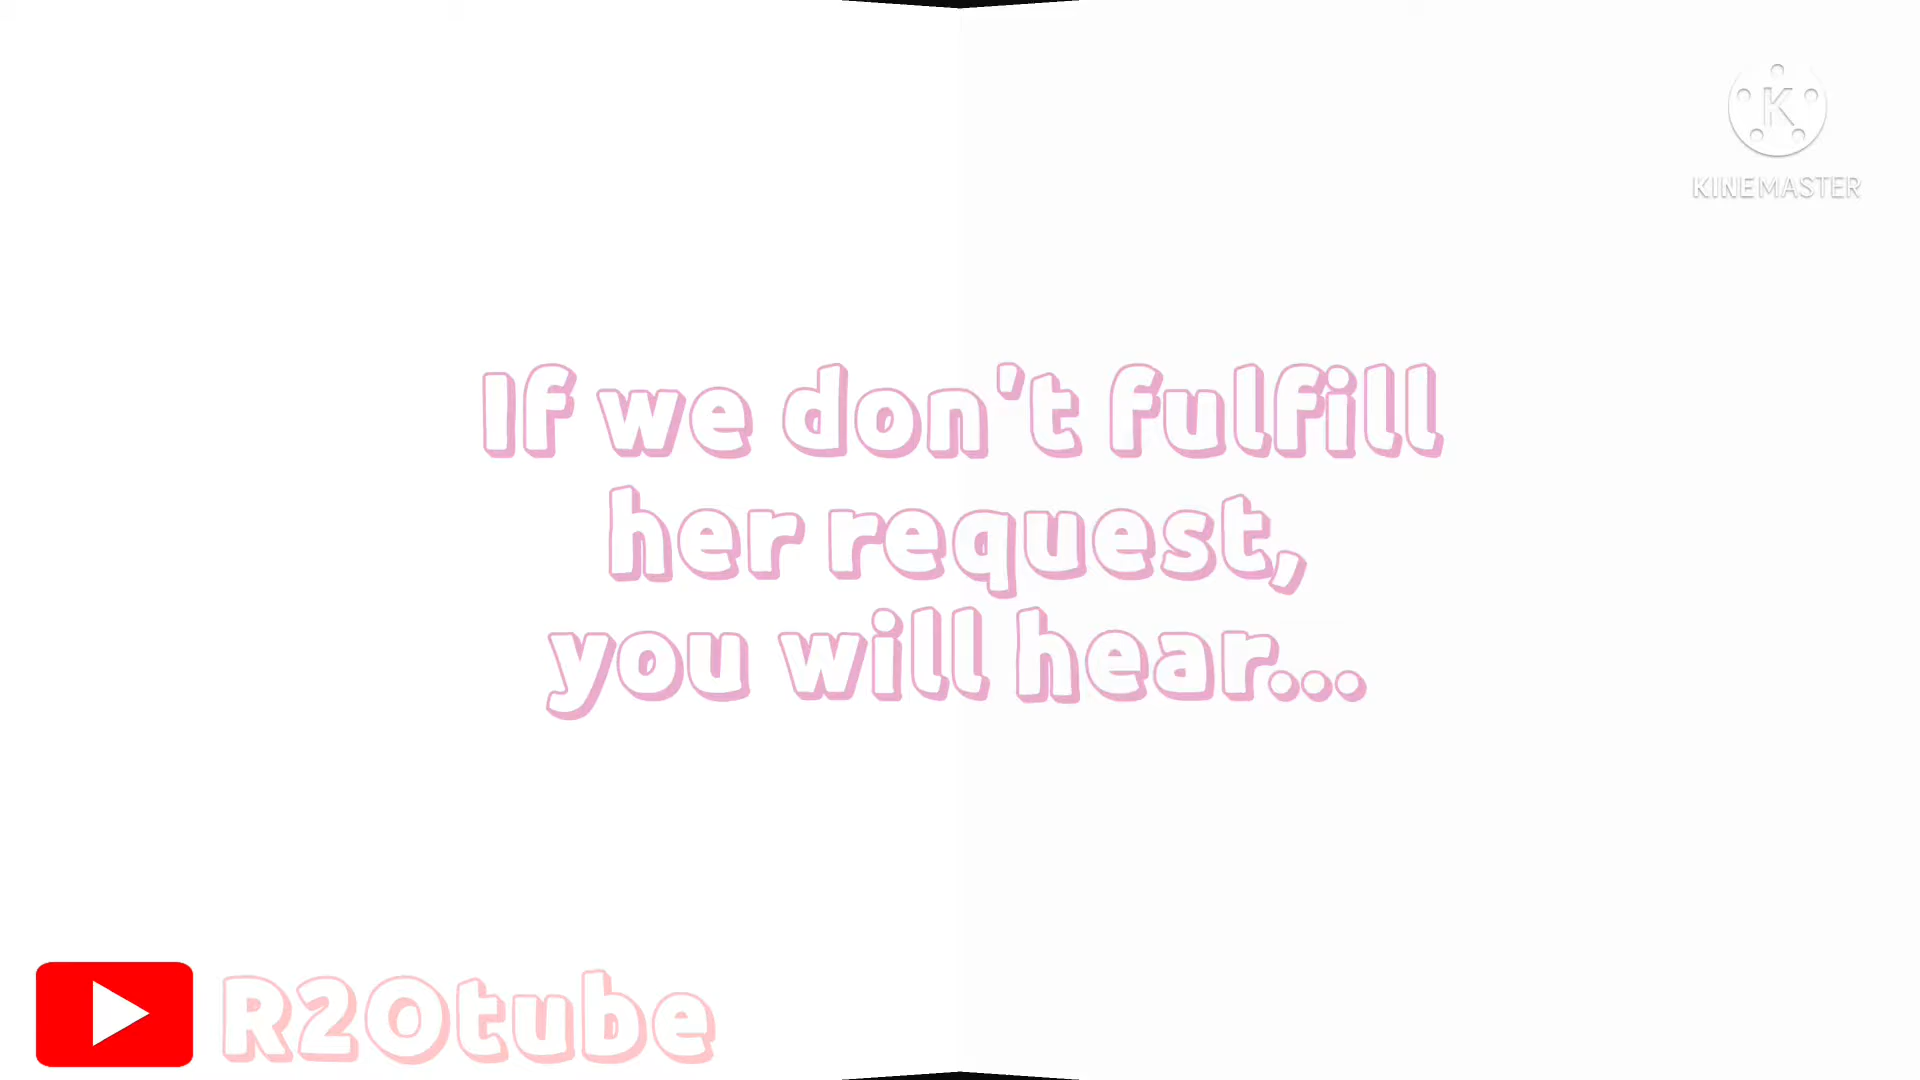 K
KINEMASTER
If we don't fulfill
her request,
you will hear...
R2Otube